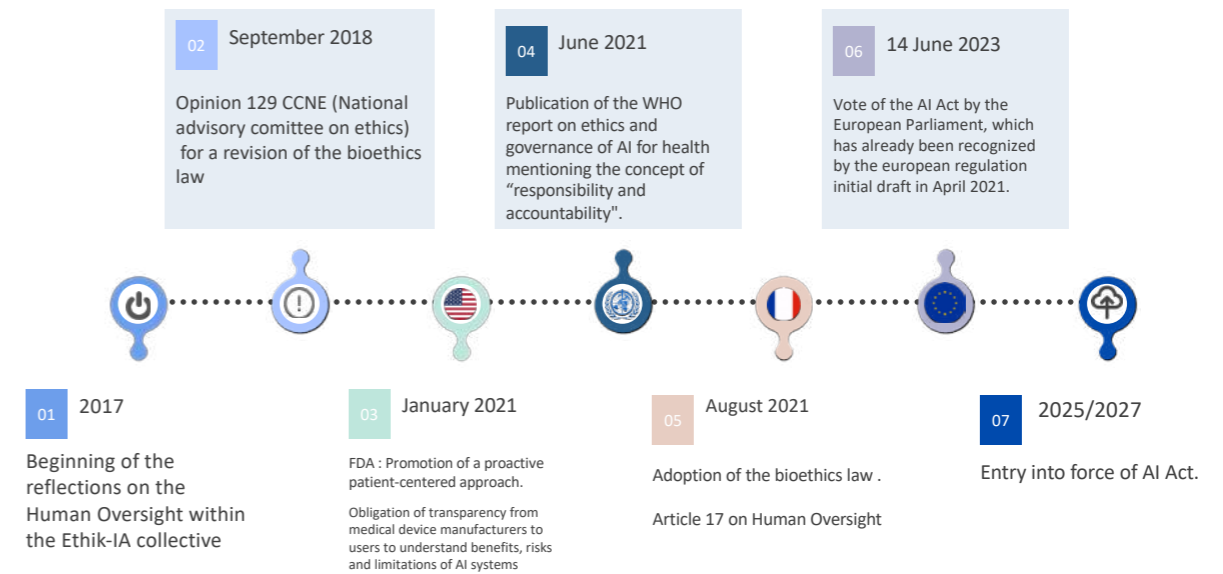 02
September 2018
Opinion 129 CCNE (National
advisory comittee on ethics)
for a revision of the bioethics
law
04
June 2021
Publication of the WHO
report on ethics and
governance of AI for health
mentioning the concept of
“responsibility and
accountability".
06
14 June 2023
Vote of the AI Act by the
European Parliament, which
has already been recognized
by the european regulation
initial draft in April 2021.
01
2017
Beginning of the
reflections on the
Human Oversight within
the Ethik-IA collective
03
January 2021
FDA : Promotion of a proactive
patient-centered approach.
Obligation of transparency from
medical device manufacturers to
users to understand benefits, risks
and limitations of AI systems
05
August 2021
Adoption of the bioethics law .
Article 17 on Human Oversight
07
2025/2027
Entry into force of AI Act.